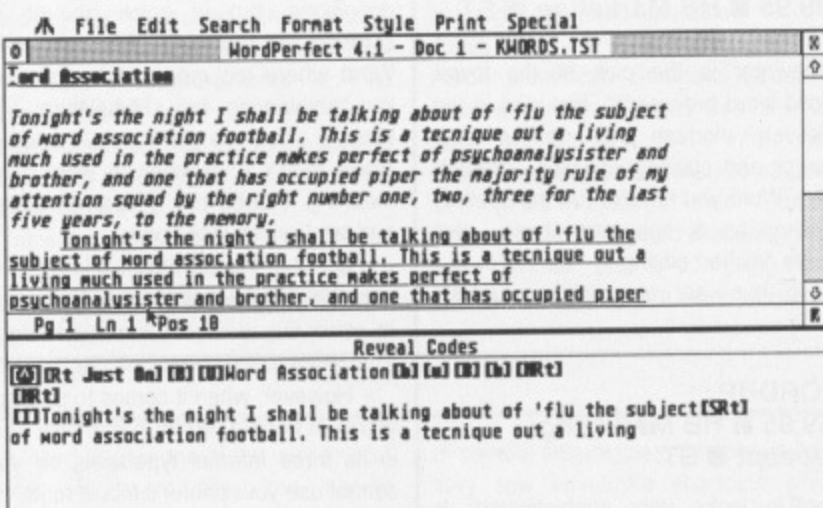 File Edit Search Format Style Print Special
WordPerfect 4.1 - Doc 1 - KWORDS.TST
Word Association
Tonight's the night I shall be talking about of 'flu the subject
of word association football. This is a tecnique out a living
much used in the practice makes perfect of psychoanalysister and
brother, and one that has occupied piper the majority rule of my
attention squad by the right number one, two, three for the last
five years, to the memory.
Tonight's the night I shall be talking about of 'flu the
subject of word association football. This is a tecnique out a
living much used in the practice makes perfect of
psychoanalysister and brother, and one that has occupied piper
Pg 1 Ln 1 Pos 10
Reveal Codes
[Rt Just On][B][U]Word Association[b][u][B][b][HRt]
[HRt]
[I]Tonight's the night I shall be talking about of 'flu the subject[SRt]
of word association football. This is a tecnique out a living